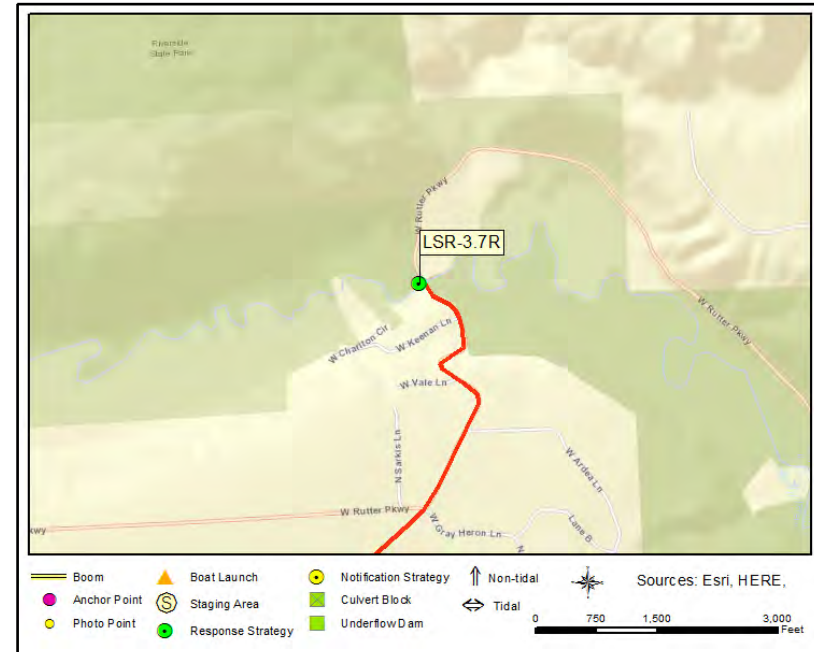 Riverside
State Park
W Rutter Pkwy
LSR-3.7R
W Rutter Pkwy
W Charlton Cir
W Keenan Ln
W Vale Ln
N Sarkis Ln
W Ardea Ln
W Rutter Pkwy
kwy
W Gray Heron Ln
Lane B
N
Boom
Boat Launch
Notification Strategy
Non-tidal
Sources: Esri, HERE,
Anchor Point
S Staging Area
Culvert Block
Tidal
Photo Point
Response Strategy
Underflow Dam
0 750 1,500 3,000
Feet